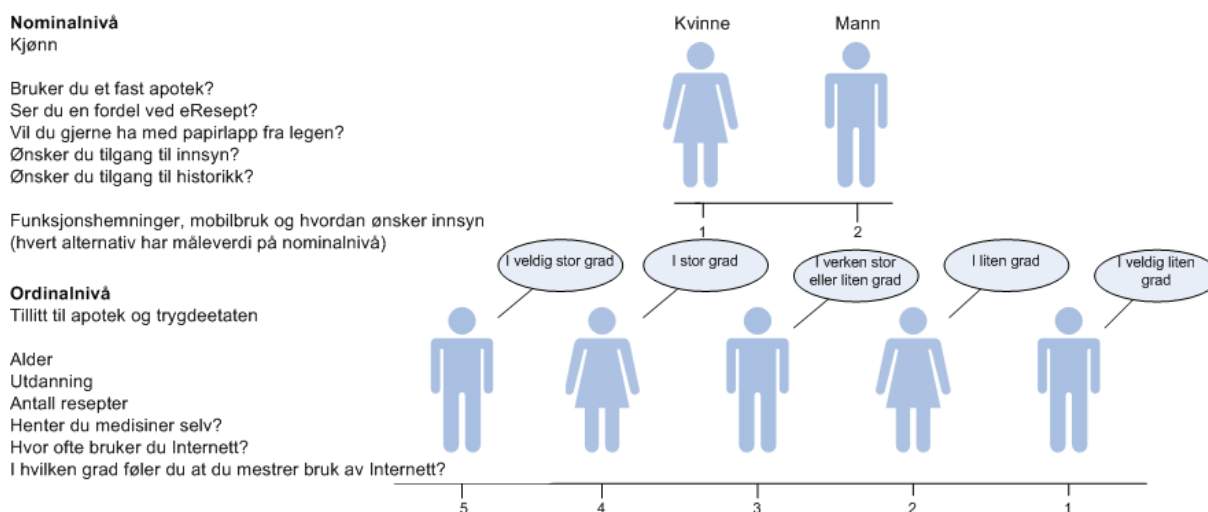 Nominalnivå
Kjønn
Kvinne
Mann
Bruker du et fast apotek?
Ser du en fordel ved eResept?
Vil du gjerne ha med papirlapp fra legen?
Ønsker du tilgang til innsyn?
Ønsker du tilgang til historikk?
Funksjonshemninger, mobilbruk og hvordan ønsker innsyn
(hvert alternativ har måleverdi på nominalnivå)
1
2
I veldig stor grad
I stor grad
I verken stor
eller liten grad
I liten grad
I veldig liten
grad
Ordinalnivå
Tillitt til apotek og trygdeetaten
Alder
Utdanning
Antall resepter
Henter du medisiner selv?
Hvor ofte bruker du Internett?
I hvilken grad føler du at du mestrer bruk av Internett?
5
4
3
2
1